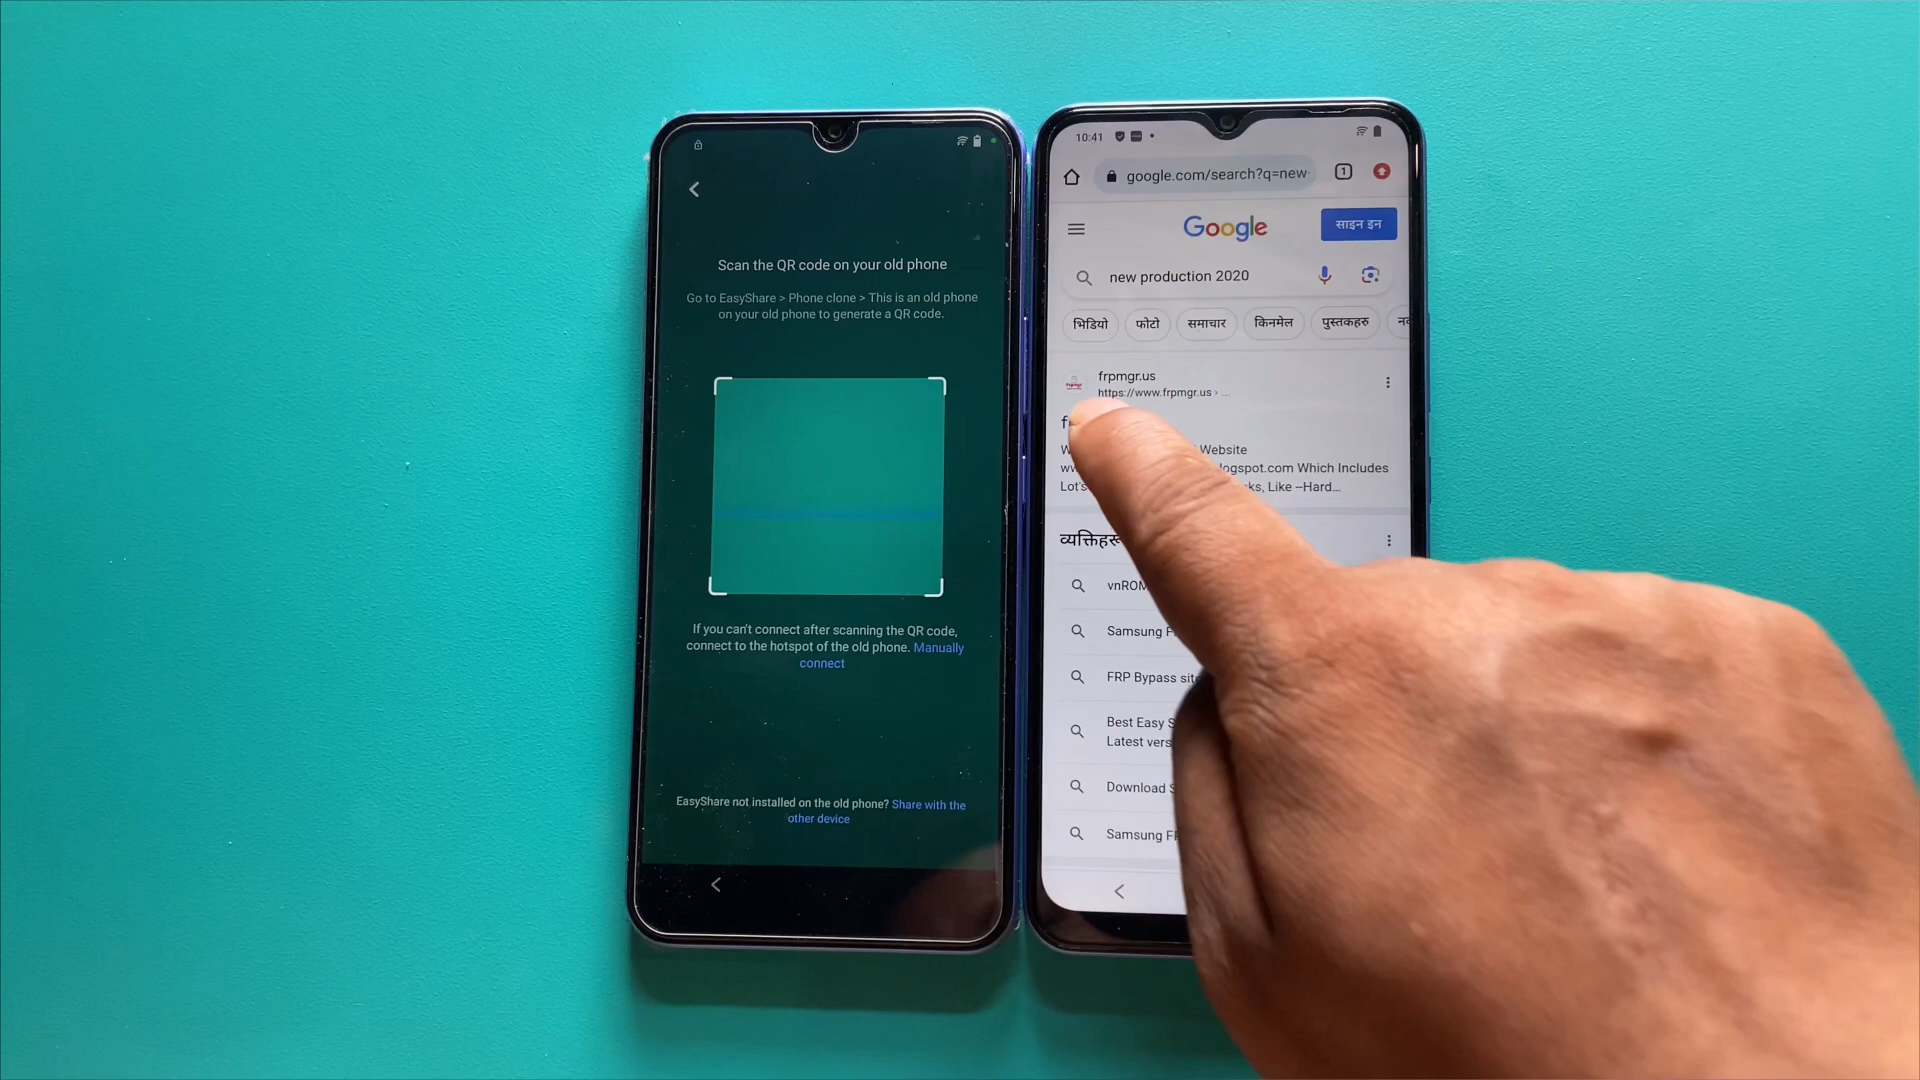 Scan the QR code on your old phone
Go to EasyShare > Phone clone > This is an old phone
on your old phone to generate a QR code.
If you can't connect after scanning the QR code,
connect to the hotspot of the old phone. Manually
connect
EasyShare not installed on the old phone? Share with the
other device
10:41
google.com/search?q=new
1
Google
साइन इन
new production 2020
भिडियो
फोटो
समाचार
किनमेल
पुस्तकहरु
frpmgr.us
https://www.frpmgr.us › ...
Website
logspot.com Which Includes
Lot's
ks, Like --Hard...
vnROM
Samsung
FRP Bypass
Best Easy
Latest
Download
Samsung